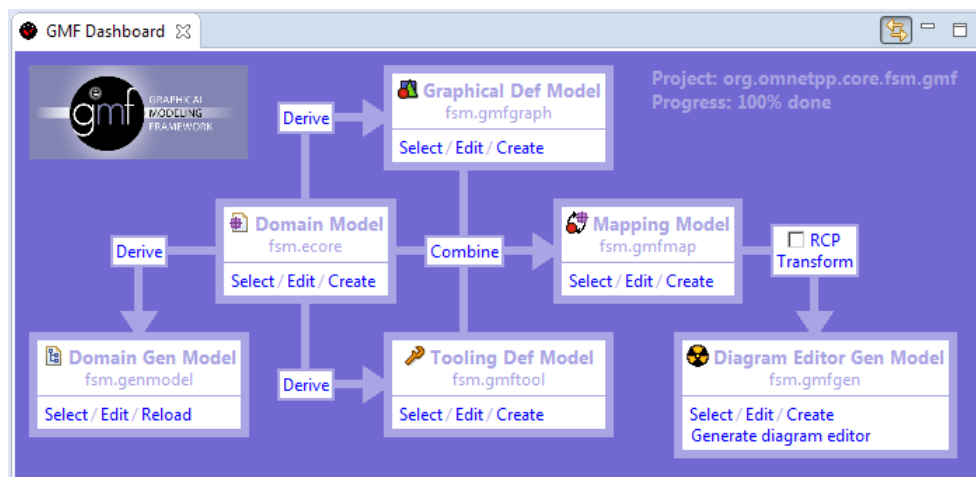 GMF Dashboard
e
gmf
GRAPHICAL
MODELING
FRAMEWORK
Project: org.omnetpp.core.fsm.gmf
Progress: 100% done
Graphical Def Model
fsm.gmfgraph
Select / Edit / Create
Derive
Domain Model
fsm.ecore
Select / Edit / Create
Derive
Combine
Mapping Model
fsm.gmfmap
Select / Edit / Create
RCP
Transform
Domain Gen Model
fsm.genmodel
Select / Edit / Reload
Derive
Tooling Def Model
fsm.gmftool
Select / Edit / Create
Diagram Editor Gen Model
fsm.gmfgen
Select / Edit / Create
Generate diagram editor